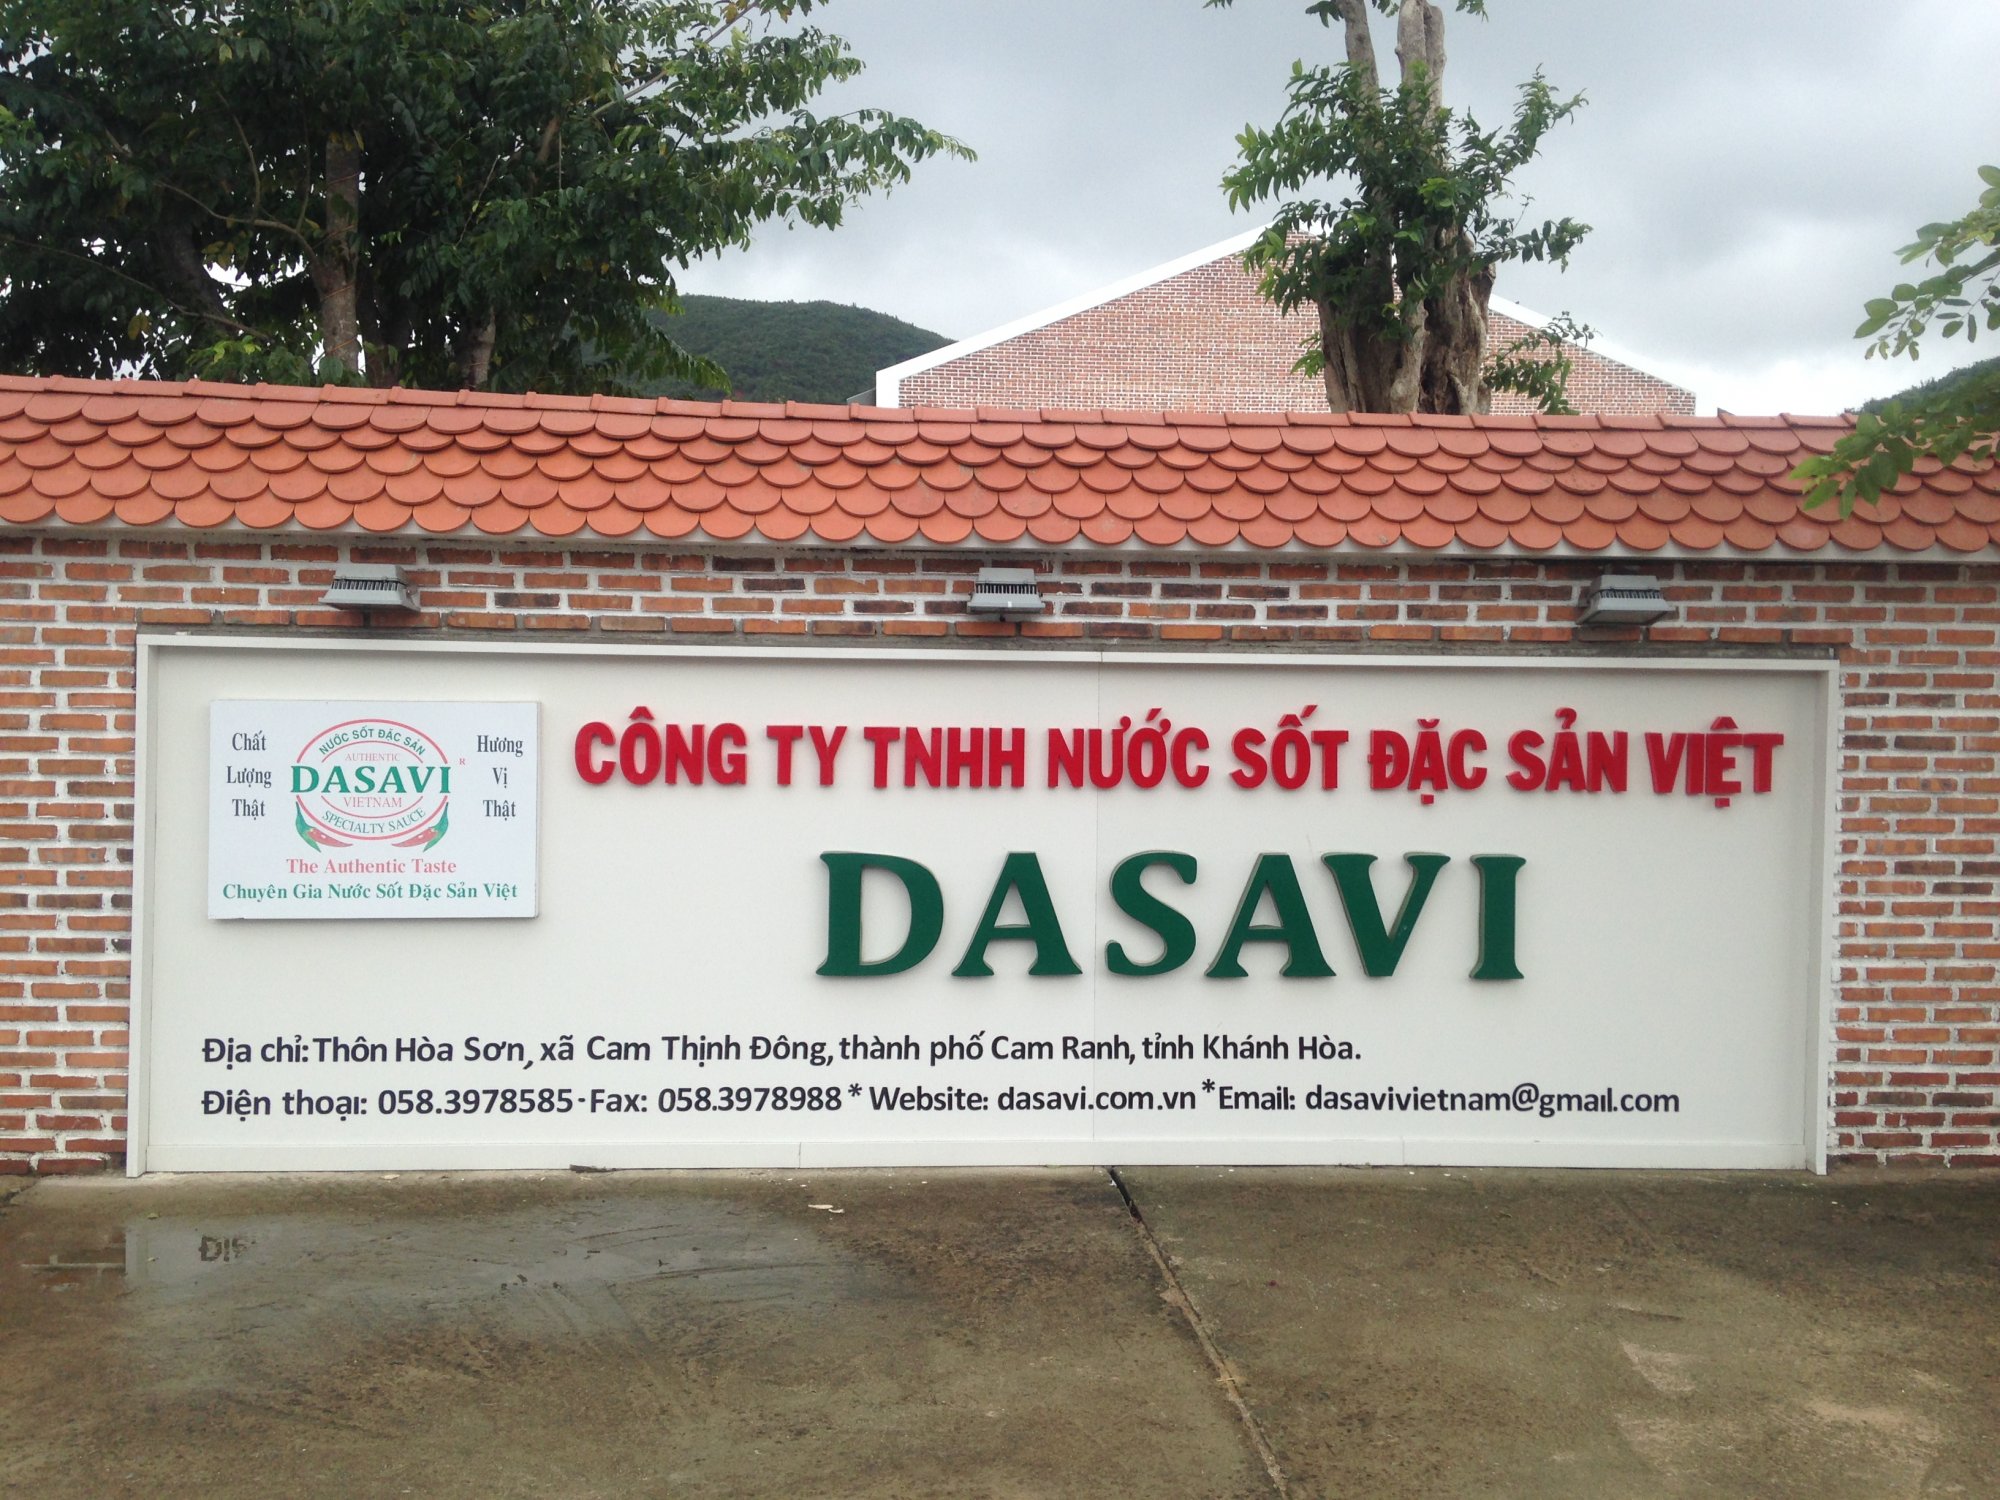 CÔNG TY TNHH NƯỚC SỐT ĐẶC SẢN VIỆT
DASAVI
Chất
Lượng
Thật
NƯỚC SỐT ĐẶC SẢN
AUTHENTIC
DASAVI R
VIETNAM
SPECIALTY SAUCE
Hương
Vị
Thật
The Authentic Taste
Chuyên Gia Nước Sốt Đặc Sản Việt
Địa chỉ: Thôn Hòa Sơn, xã Cam Thịnh Đông, thành phố Cam Ranh, tỉnh Khánh Hòa.
Điện thoại: 058.3978585 - Fax: 058.3978988 * Website: dasavi.com.vn * Email: dasavivietnam@gmail.com